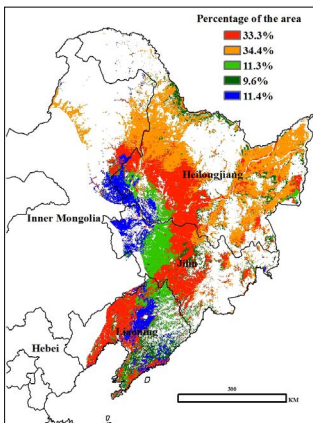 Percentage of the area
33.3%
34.4%
11.3%
9.6%
11.4%
Heilongjiang
Inner Mongolia
Jilin
Liaoning
Hebei
300
KM